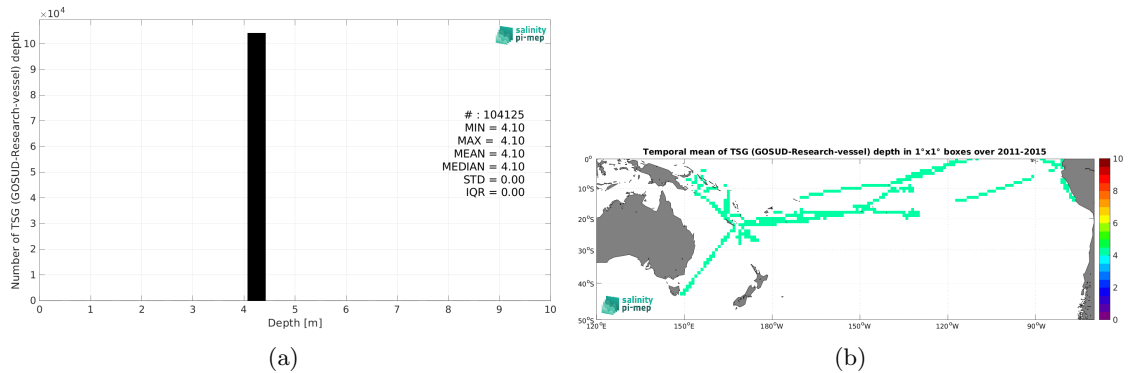 ×10⁴
10
9
8
7
6
5
4
3
2
1
0
Number of TSG (GOSUD-Research-vessel) depth
0 1 2 3 4 5 6 7 8 9 10
Depth [m]
salinity
pi-mep
# : 104125
MIN = 4.10
MAX = 4.10
MEAN = 4.10
MEDIAN = 4.10
STD = 0.00
IQR = 0.00
(a)
Temporal mean of TSG (GOSUD-Research-vessel) depth in 1°x1° boxes over 2011-2015
0°
10°S
20°S
30°S
40°S
50°S
120°E 150°E 180°W 150°W 120°W 90°W
salinity
pi-mep
10
8
6
4
2
0
(b)